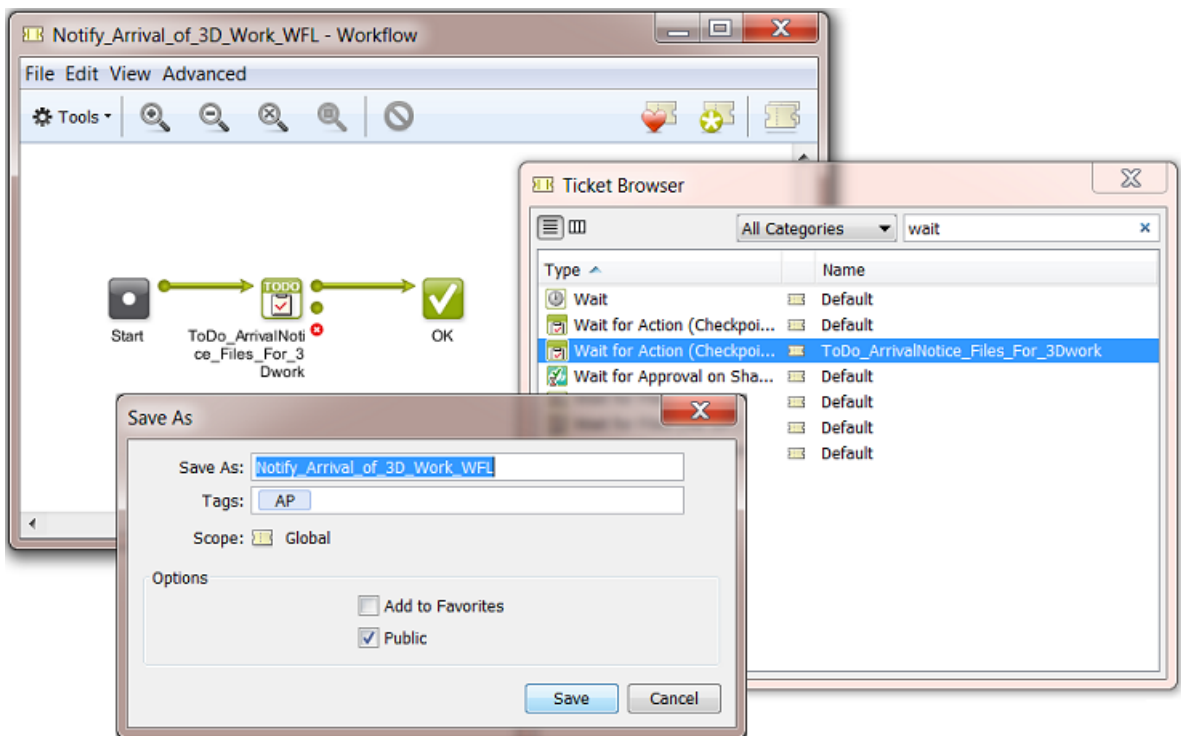 Notify_Arrival_of_3D_Work_WFL - Workflow
File Edit View Advanced
Tools
Start
TODO
ToDo_ArrivalNoti
ce_Files_For_3
Dwork
OK
Ticket Browser
All Categories wait
Type Name
Wait Default
Wait for Action (Checkpoi... Default
Wait for Action (Checkpoi... ToDo_ArrivalNotice_Files_For_3Dwork
Wait for Approval on Sha... Default
Default
Default
Default
Save As
Save As: Notify_Arrival_of_3D_Work_WFL
Tags: AP
Scope: Global
Options
Add to Favorites
Public
Save Cancel